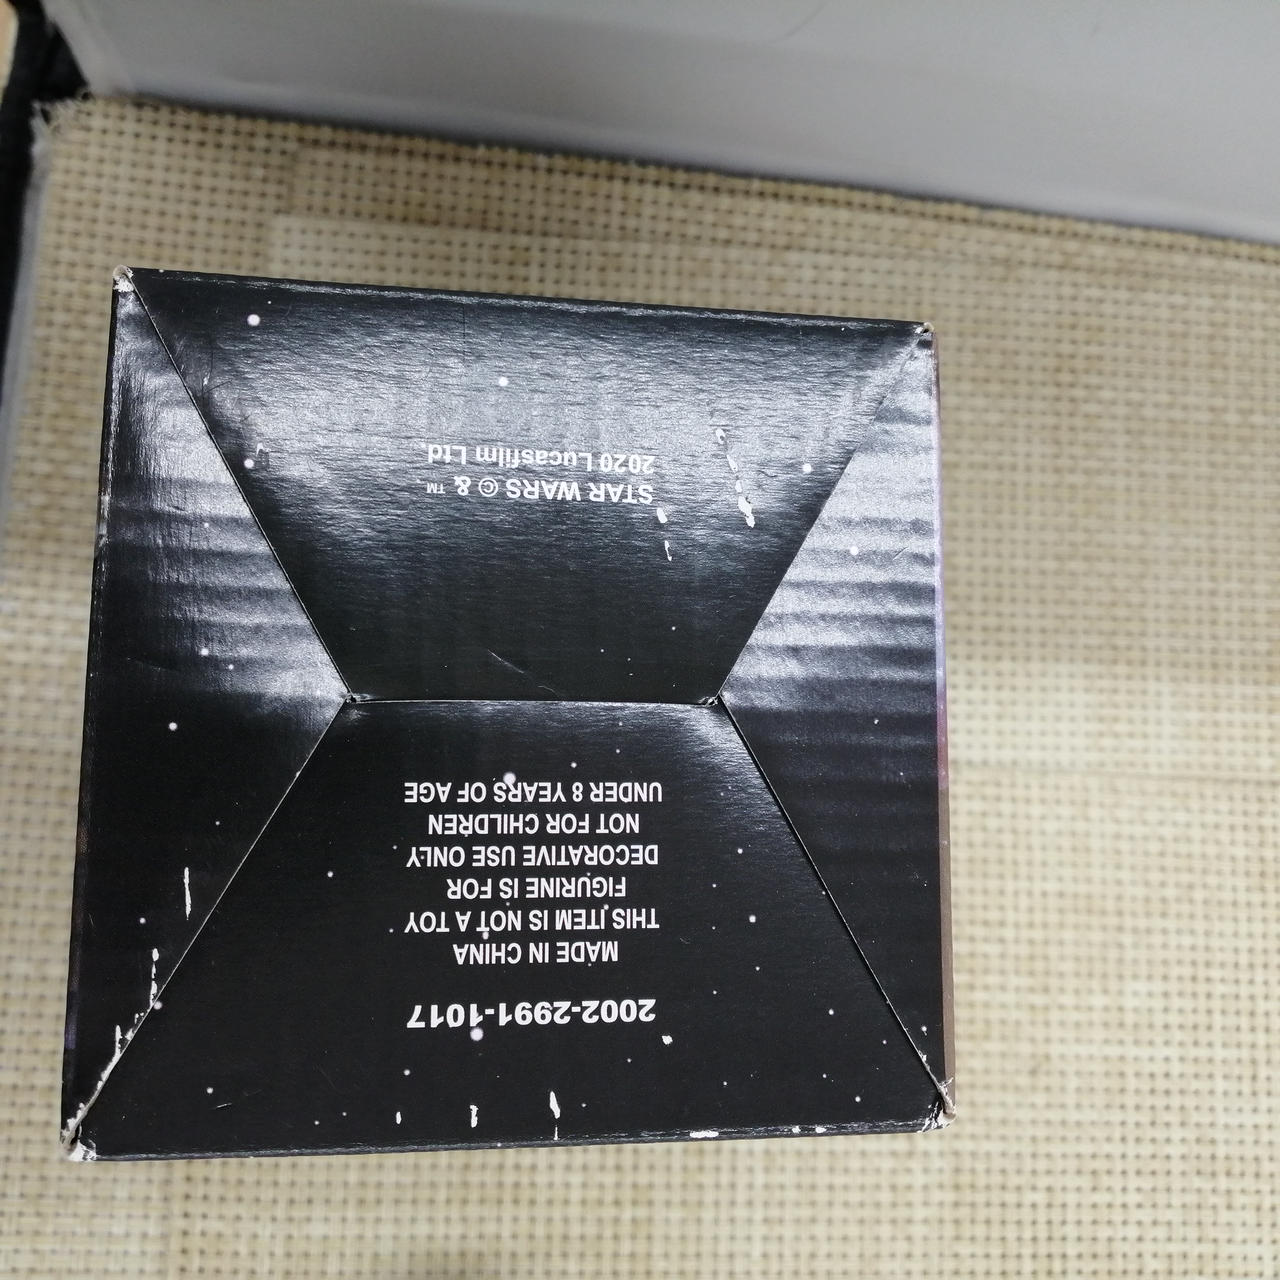 2002-2991-1017
MADE IN CHINA
THIS ITEM IS NOT A TOY
FIGURINE IS FOR
DECORATIVE USE ONLY
NOT FOR CHILDREN
UNDER 8 YEARS OF AGE
STAR WARS © & ™
2020 Lucasfilm Ltd.